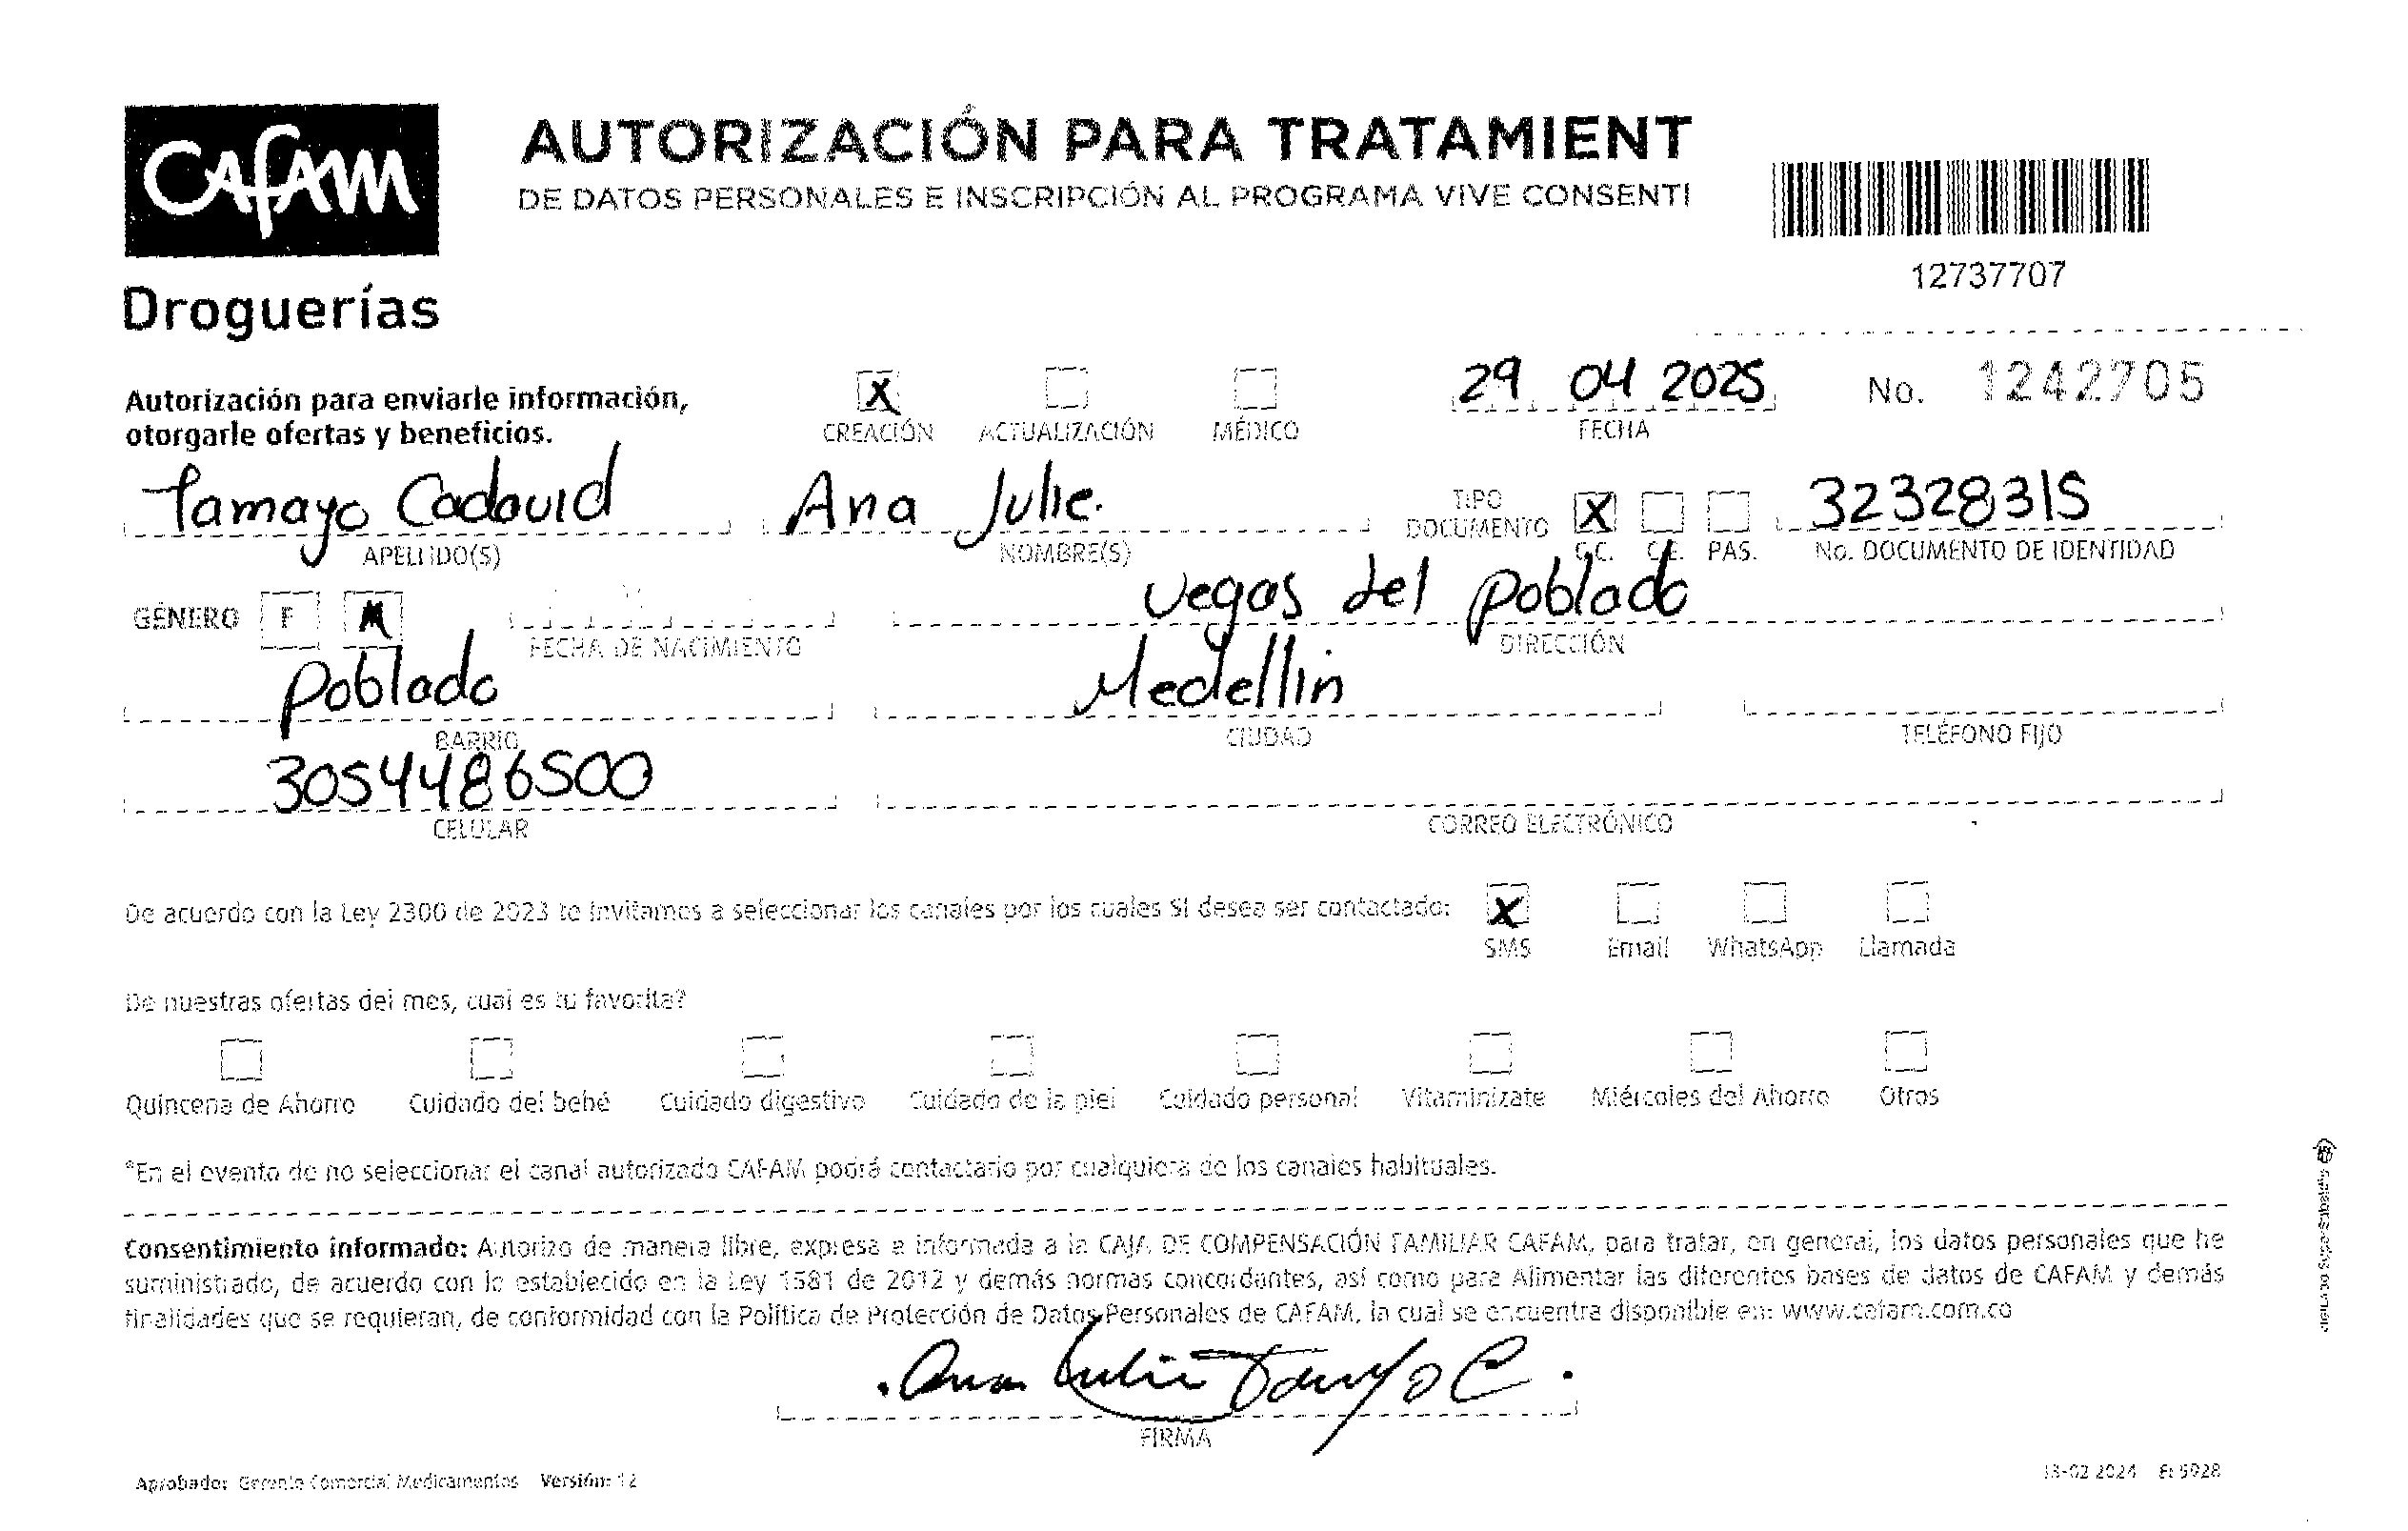 CAFAM
Droguerías
AUTORIZACIÓN PARA TRATAMIENT
DE DATOS PERSONALES E INSCRIPCIÓN AL PROGRAMA VIVE CONSENTI
12737707
Autorización para enviarle información,
otorgarle ofertas y beneficios.
X CREACIÓN ACTUALIZACIÓN MÉDICO
29 04 2025
FECHA
No. 1242705
Tamayo Cadavid Ana Julie.
APELLIDO(S) NOMBRE(S)
TIPO
DOCUMENTO X C.C. C.E. PAS.
32328315
No. DOCUMENTO DE IDENTIDAD
GÉNERO F M
FECHA DE NACIMIENTO
Vegas del Poblado
DIRECCIÓN
Poblado Medellin
BARRIO CIUDAD TELÉFONO FIJO
3054486500
CELULAR CORREO ELECTRÓNICO
De acuerdo con la Ley 2300 de 2023 te invitamos a seleccionar los canales por los cuales SI desea ser contactado: X
SMS Email WhatsApp Llamada
De nuestras ofertas del mes, cual es tu favorita?
Quincena de Ahorro Cuidado del bebé Cuidado digestivo Cuidado de la piel Cuidado personal Vitaminízate Miércoles del Ahorro Otros
*En el evento de no seleccionar el canal autorizado CAFAM podrá contactarlo por cualquiera de los canales habituales.
Consentimiento informado: Autorizo de manera libre, expresa e informada a la CAJA DE COMPENSACIÓN FAMILIAR CAFAM, para tratar, en general, los datos personales que he
suministrado, de acuerdo con lo establecido en la Ley 1581 de 2012 y demás normas concordantes, así como para Alimentar las diferentes bases de datos de CAFAM y demás
finalidades que se requieran, de conformidad con la Política de Protección de Datos Personales de CAFAM, la cual se encuentra disponible en: www.cafam.com.co
Ana Julie Tamayo C.
FIRMA
Aprobado: Gerente Comercial Medicamentos Versión: 12
13-02 2024 F: 5928